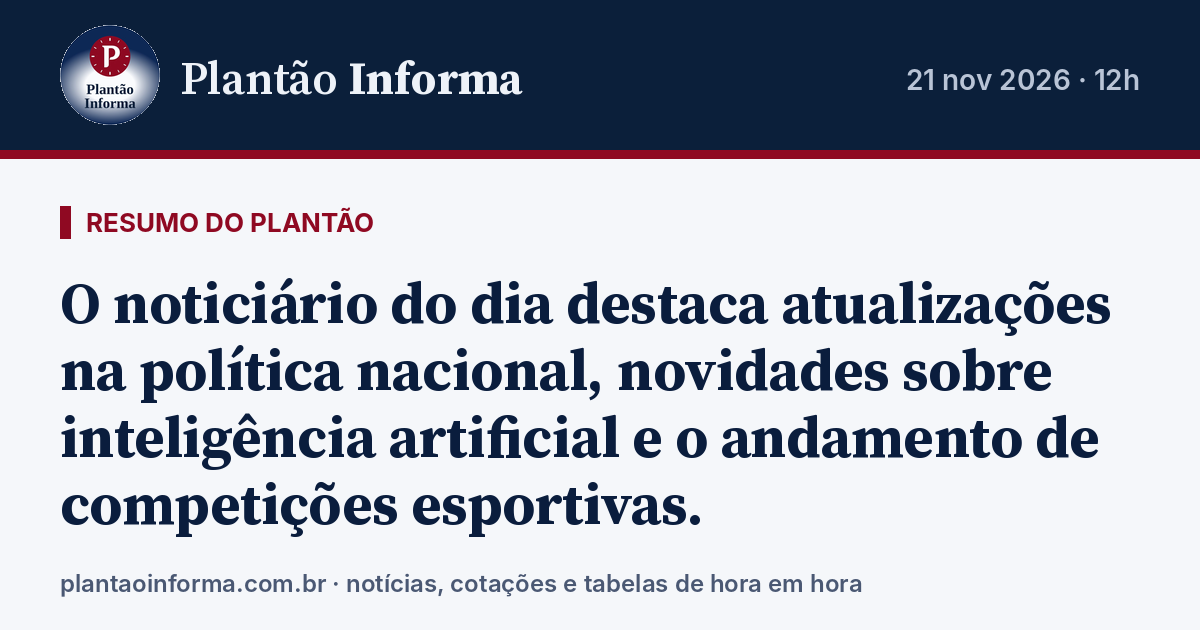 P
Plantão
Informa
Plantão Informa
21 nov 2026 · 12h
RESUMO DO PLANTÃO
O noticiário do dia destaca atualizações
na política nacional, novidades sobre
inteligência artificial e o andamento de
competições esportivas.
plantaoinforma.com.br · notícias, cotações e tabelas de hora em hora